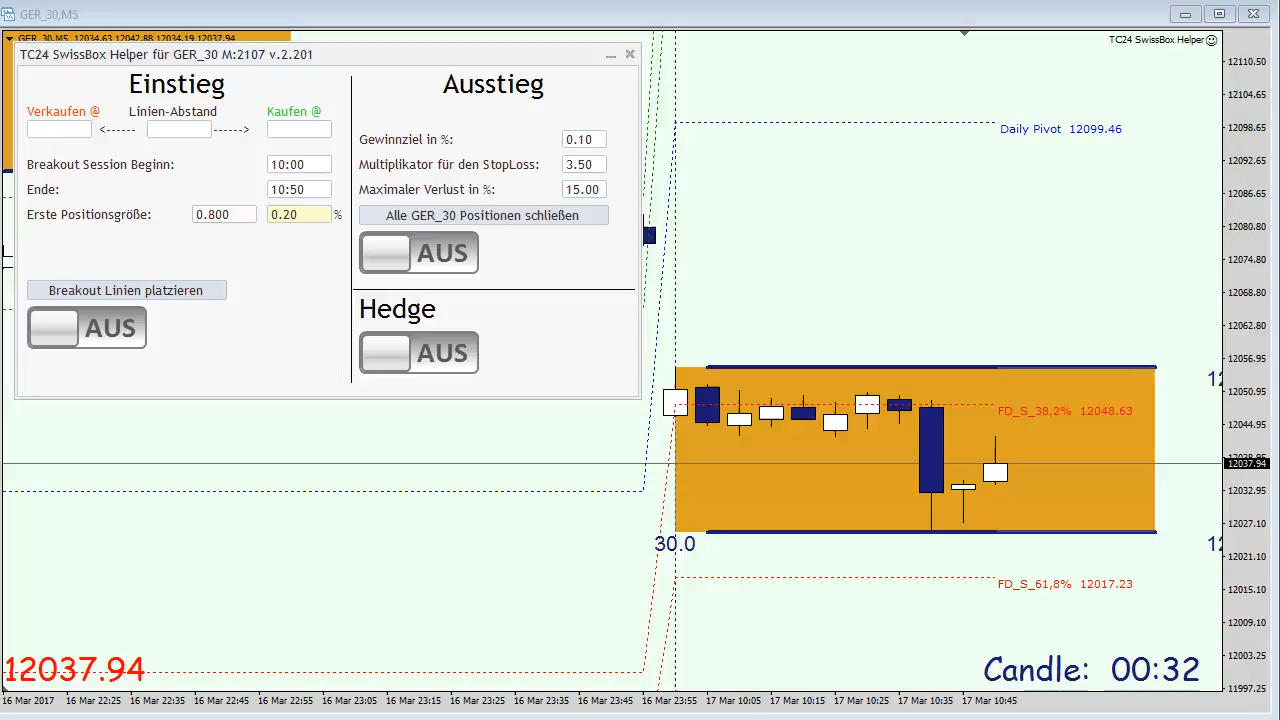 GER_30,M5
GER_30,M5 12034.63 12042.88 12034.19 12037.94
TC24 SwissBox Helper
TC24 SwissBox Helper für GER_30 M:2107 v.2.201
Einstieg
Verkaufen @ Linien-Abstand Kaufen @
<------ ------>
Breakout Session Beginn: 10:00
Ende: 10:50
Erste Positionsgröße: 0.800 0.20 %
Breakout Linien platzieren
AUS
Ausstieg
Gewinnziel in %: 0.10
Multiplikator für den StopLoss: 3.50
Maximaler Verlust in %: 15.00
Alle GER_30 Positionen schließen
AUS
Hedge
AUS
Daily Pivot 12099.46
FD_S_38,2% 12048.63
30.0
FD_S_61,8% 12017.23
12037.94
Candle: 00:32
12110.50
12104.65
12098.65
12092.65
12086.65
12080.80
12074.80
12068.80
12062.80
12056.95
12050.95
12044.95
12037.94
12032.95
12027.10
12021.10
12015.10
12009.10
12003.25
11997.25
16 Mar 2017 16 Mar 22:25 16 Mar 22:35 16 Mar 22:45 16 Mar 22:55 16 Mar 23:05 16 Mar 23:15 16 Mar 23:25 16 Mar 23:35 16 Mar 23:45 16 Mar 23:55 17 Mar 10:05 17 Mar 10:15 17 Mar 10:25 17 Mar 10:35 17 Mar 10:45